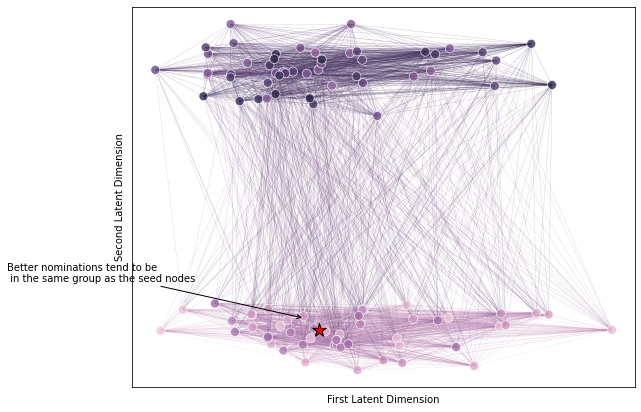 Second Latent Dimension
Better nominations tend to be
in the same group as the seed nodes
First Latent Dimension